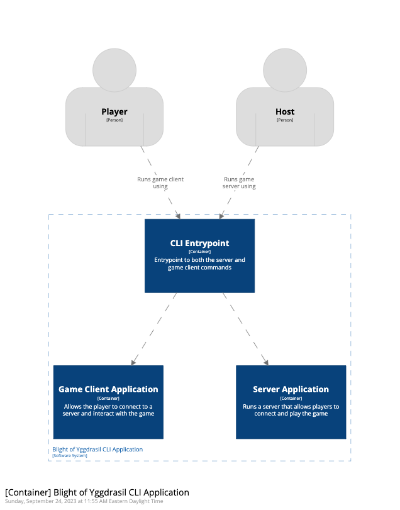 Player
[Person]
Host
[Person]
Runs game client
using
Runs game
server using
CLI Entrypoint
[Container]
Entrypoint to both the server and
game client commands
Game Client Application
[Container]
Allows the player to connect to a
server and interact with the game
Server Application
[Container]
Runs a server that allows players to
connect and play the game
Blight of Yggdrasil CLI Application
[Software System]
[Container] Blight of Yggdrasil CLI Application
Sunday, September 24, 2023 at 11:55 AM Eastern Daylight Time